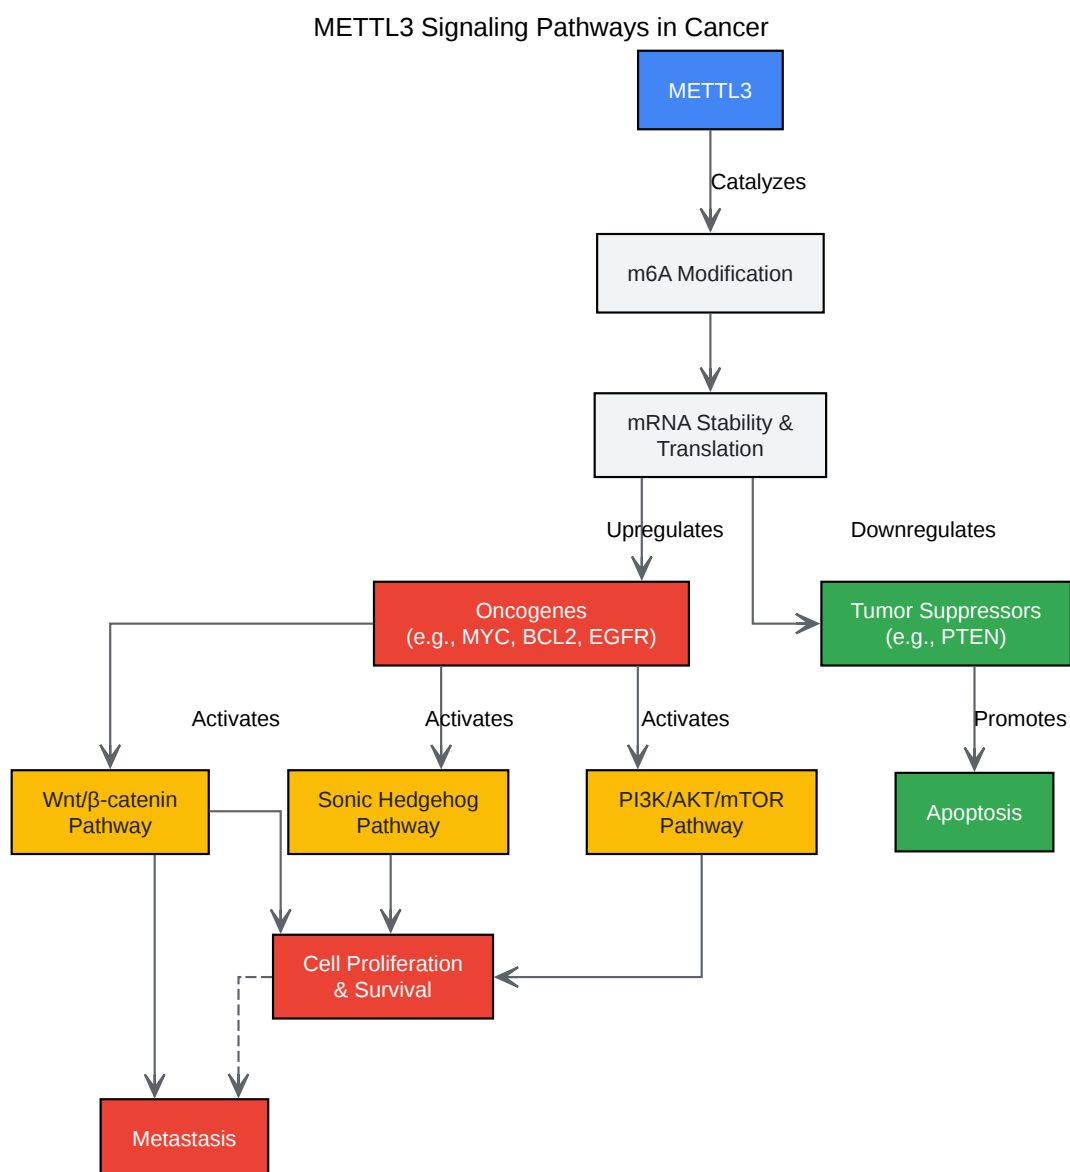 METTL3 Signaling Pathways in Cancer
METTL3
Catalyzes
m6A Modification
mRNA Stability &
Translation
Upregulates
Downregulates
Oncogenes
(e.g., MYC, BCL2, EGFR)
Tumor Suppressors
(e.g., PTEN)
Activates
Activates
Activates
Promotes
Wnt/β-catenin
Pathway
Sonic Hedgehog
Pathway
PI3K/AKT/mTOR
Pathway
Apoptosis
Cell Proliferation
& Survival
Metastasis